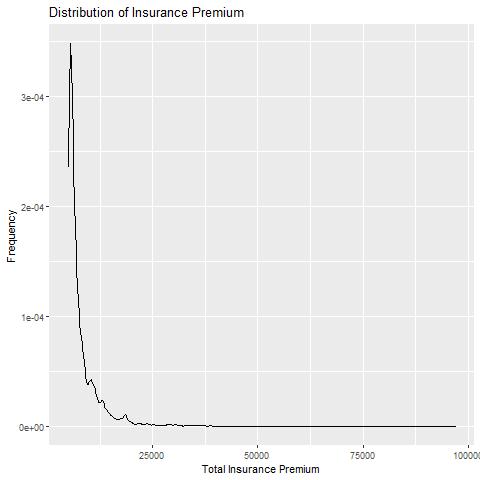 Distribution of Insurance Premium
Frequency
3e-04
2e-04
1e-04
0e+00
25000
50000
75000
100000
Total Insurance Premium